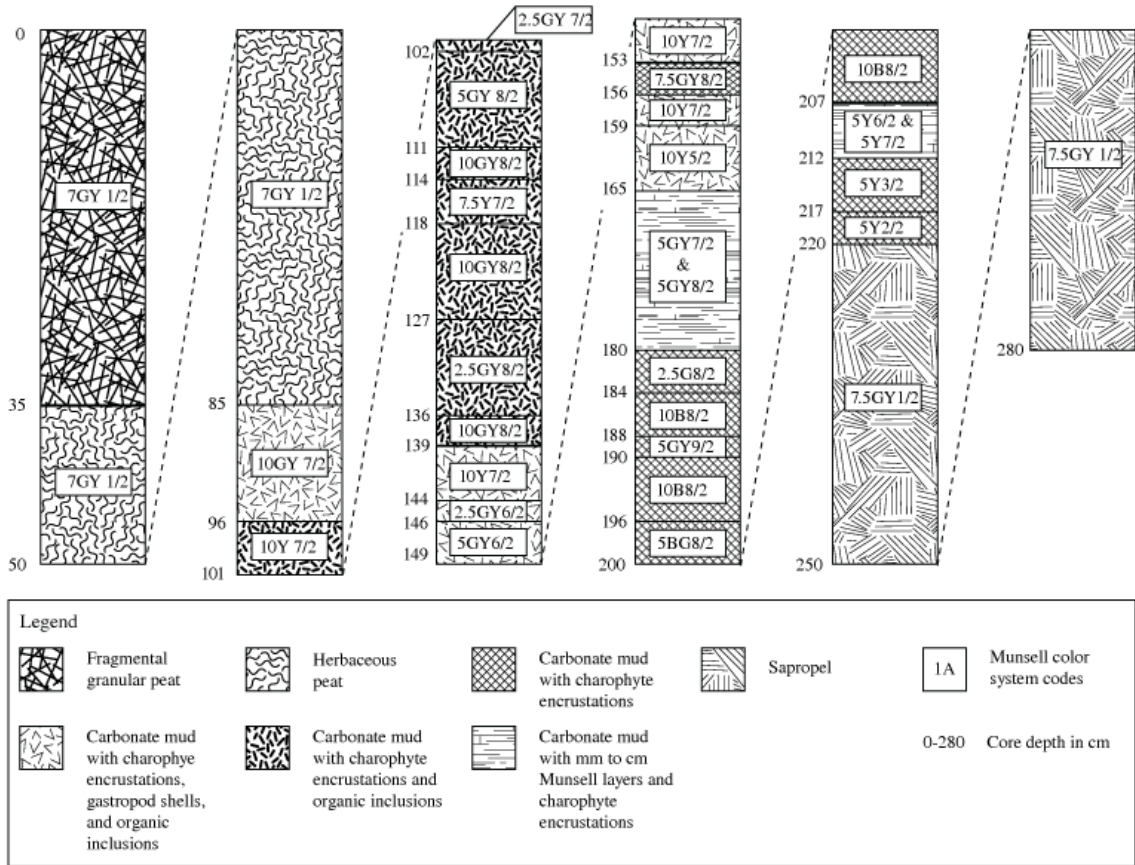 0
7GY 1/2
35
7GY 1/2
50
7GY 1/2
85
10GY 7/2
96
10Y 7/2
101
2.5GY 7/2
102
5GY 8/2
111
10GY8/2
114
7.5Y7/2
118
10GY8/2
127
2.5GY8/2
136
10GY8/2
139
10Y7/2
144
2.5GY6/2
146
5GY6/2
149
10Y7/2
153
7.5GY8/2
156
10Y7/2
159
10Y5/2
165
5GY7/2
&
5GY8/2
180
2.5G8/2
184
10B8/2
188
5GY9/2
190
10B8/2
196
5BG8/2
200
10B8/2
207
5Y6/2 &
5Y7/2
212
5Y3/2
217
5Y2/2
220
7.5GY1/2
250
7.5GY 1/2
280
Legend
Fragmental
granular peat
Herbaceous
peat
Carbonate mud
with charophyte
encrustations
Sapropel
1A
Munsell color
system codes
Carbonate mud
with charophye
encrustations,
gastropod shells,
and organic
inclusions
Carbonate mud
with charophyte
encrustations and
organic inclusions
Carbonate mud
with mm to cm
Munsell layers and
charophyte
encrustations
0-280 Core depth in cm